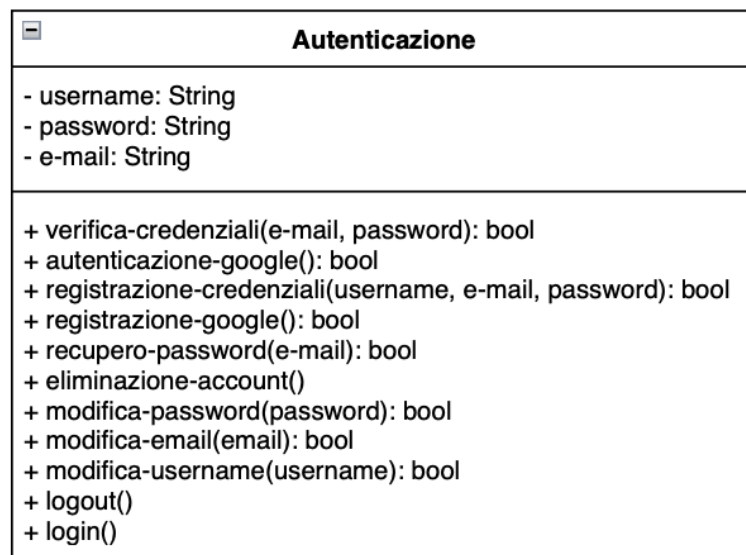 Autenticazione
- username: String
- password: String
- e-mail: String
+ verifica-credenziali(e-mail, password): bool
+ autenticazione-google(): bool
+ registrazione-credenziali(username, e-mail, password): bool
+ registrazione-google(): bool
+ recupero-password(e-mail): bool
+ eliminazione-account()
+ modifica-password(password): bool
+ modifica-email(email): bool
+ modifica-username(username): bool
+ logout()
+ login()